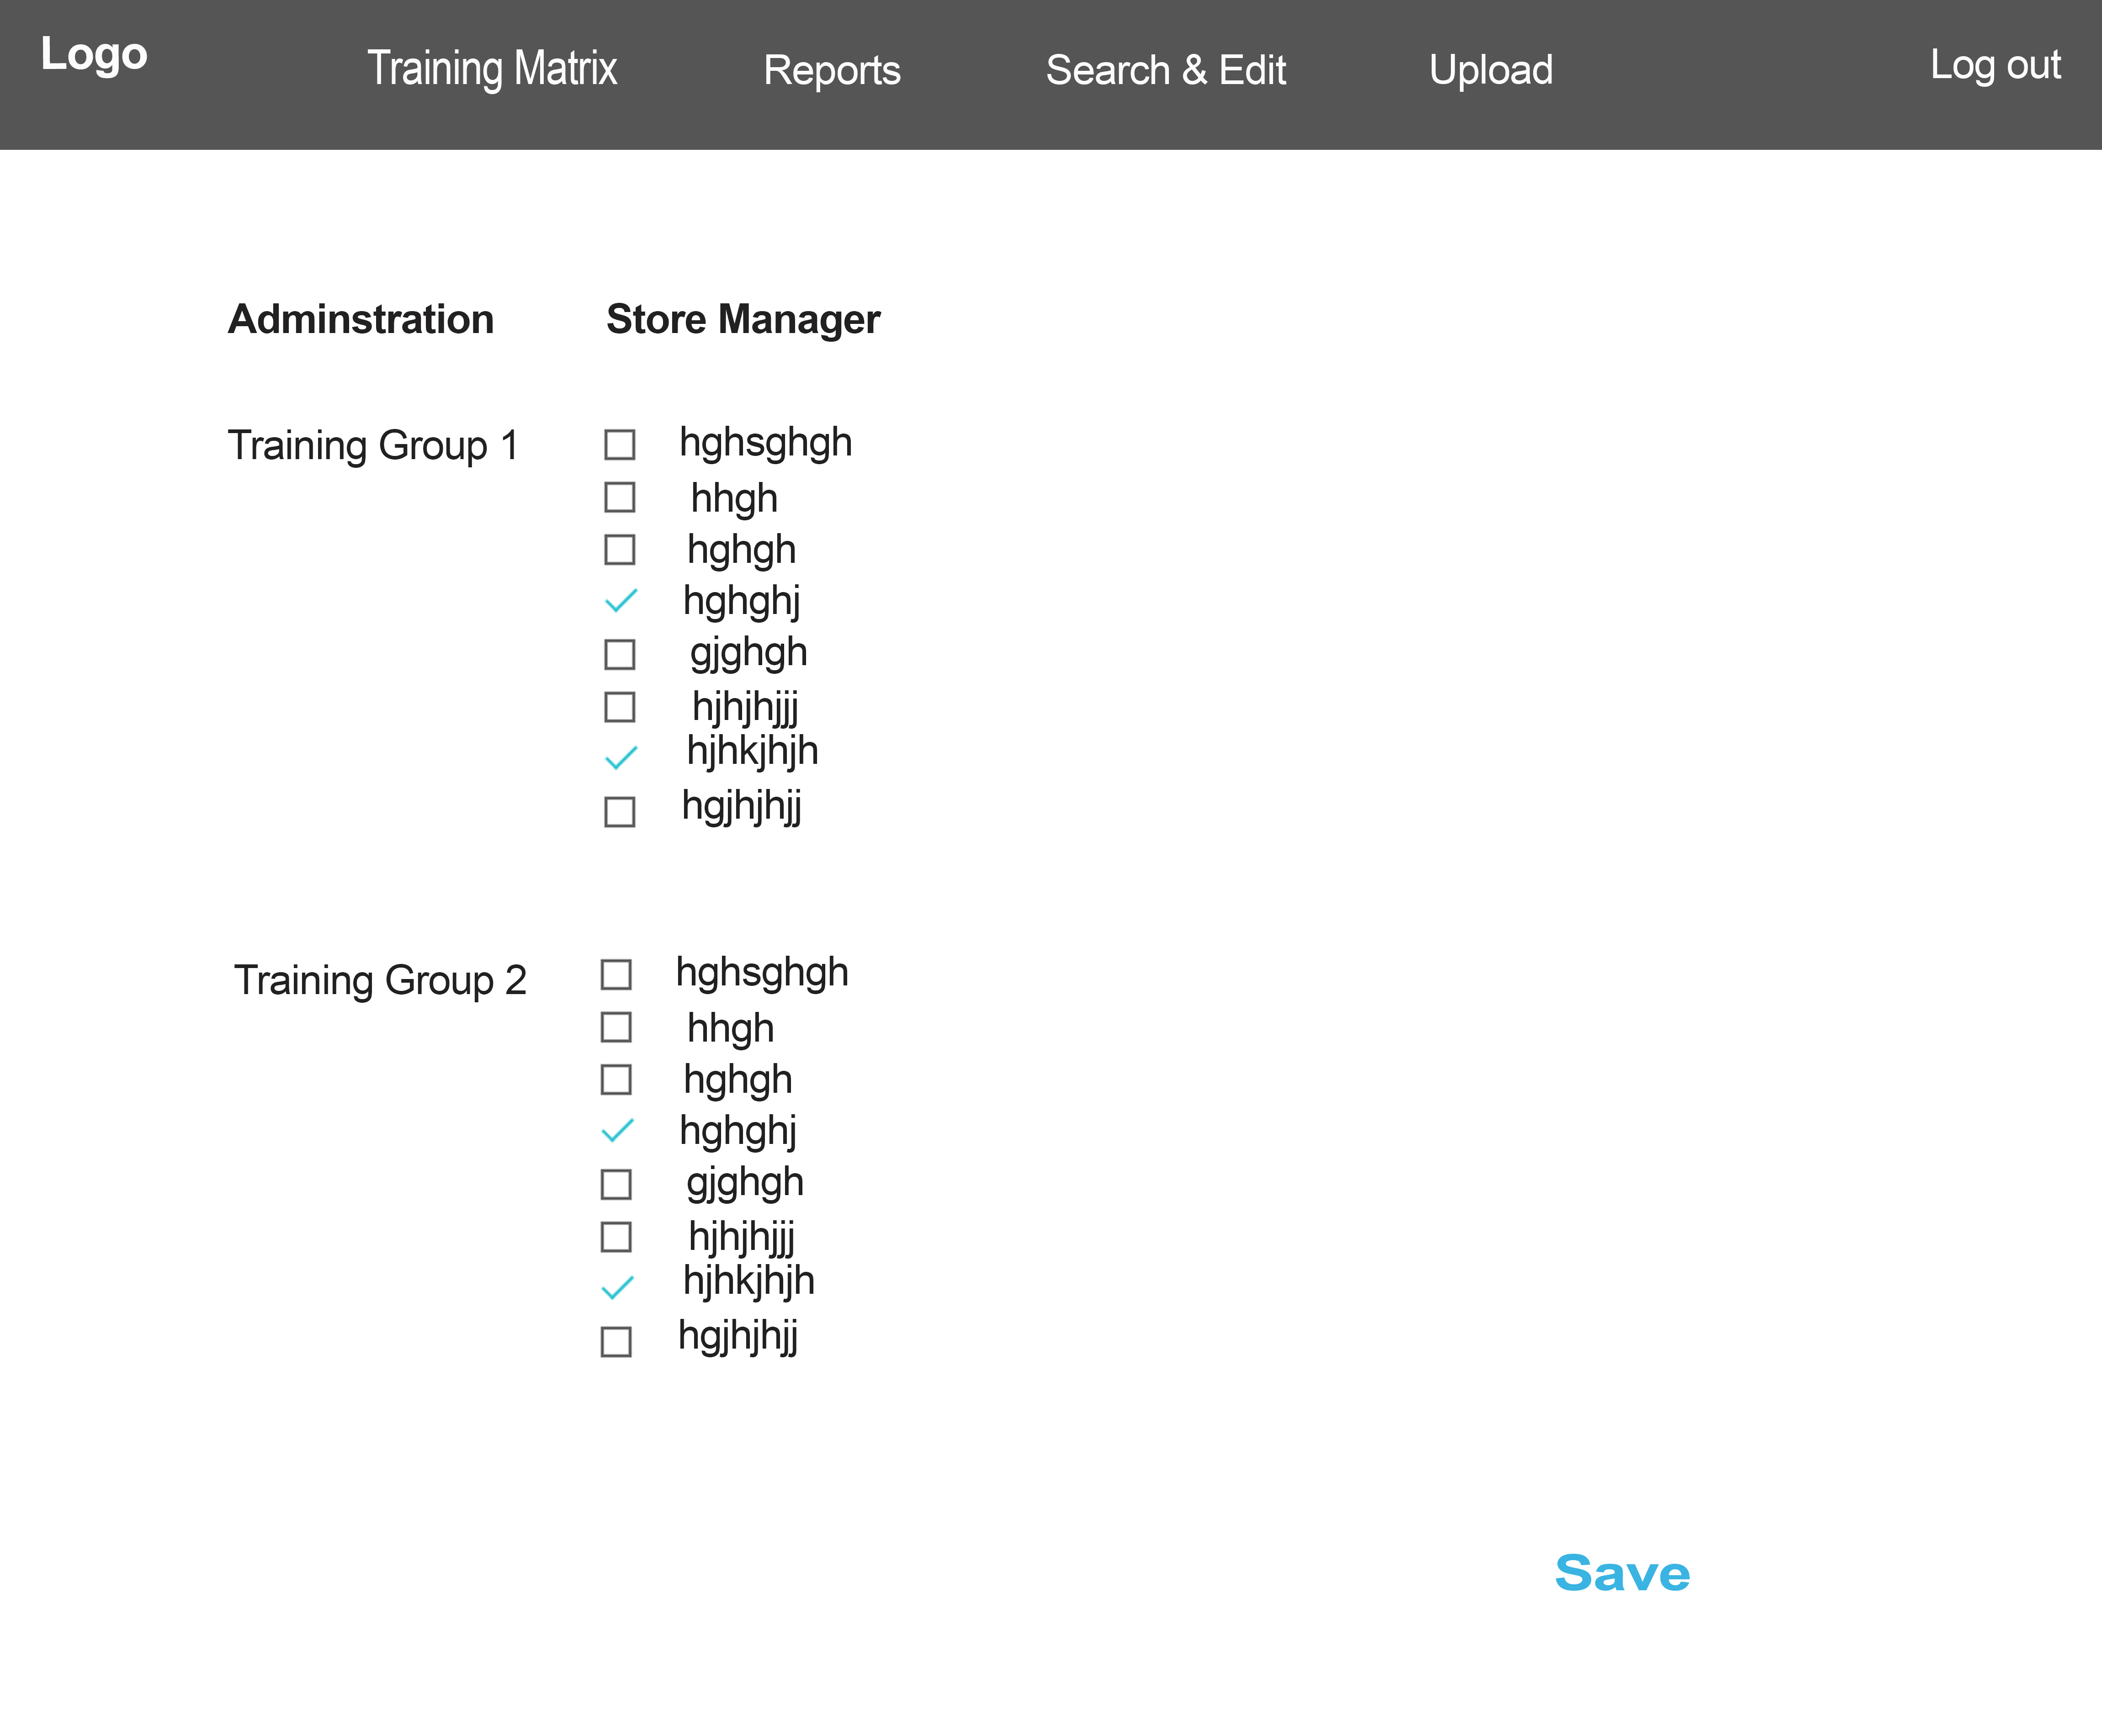 Logo
Training Matrix
Reports
Search & Edit
Upload
Log out
Adminstration
Store Manager
Training Group 1
hghsghgh
hhgh
hghgh
hghghj
gjghgh
hjhjhjjj
hjhkjhjh
hgjhjhjj
Training Group 2
hghsghgh
hhgh
hghgh
hghghj
gjghgh
hjhjhjjj
hjhkjhjh
hgjhjhjj
Save